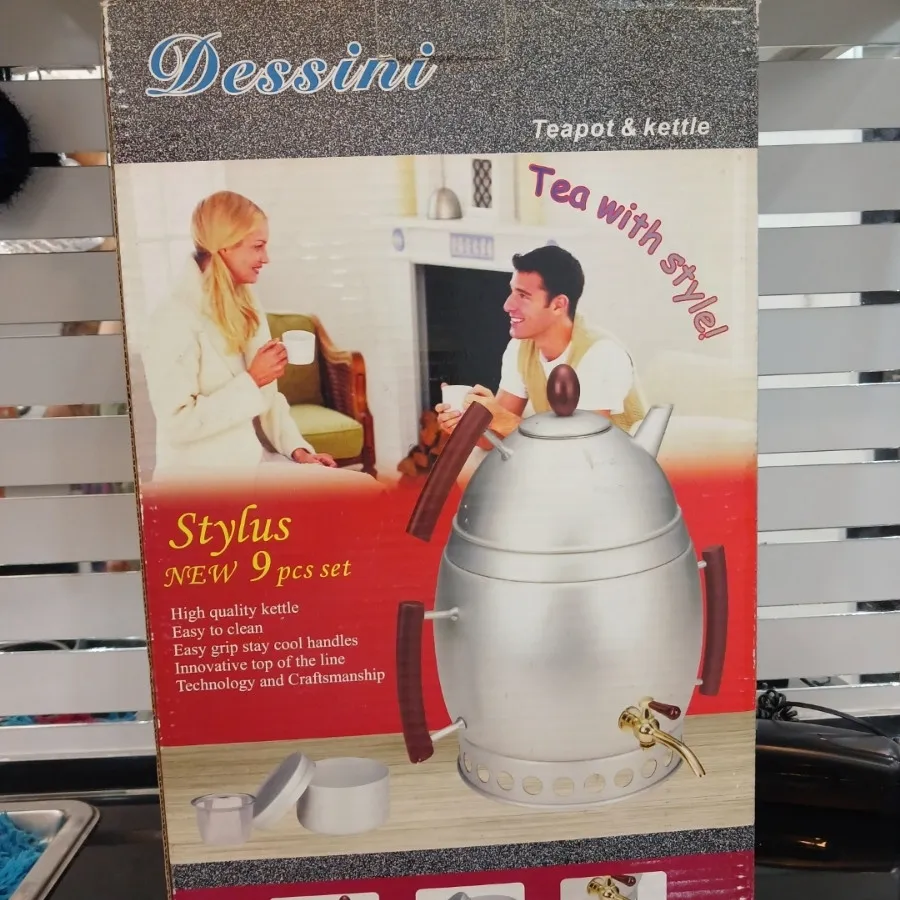 Dessini
Teapot & kettle
Tea with style!
Stylus
NEW 9 pcs set
High quality kettle
Easy to clean
Easy grip stay cool handles
Innovative top of the line
Technology and Craftsmanship